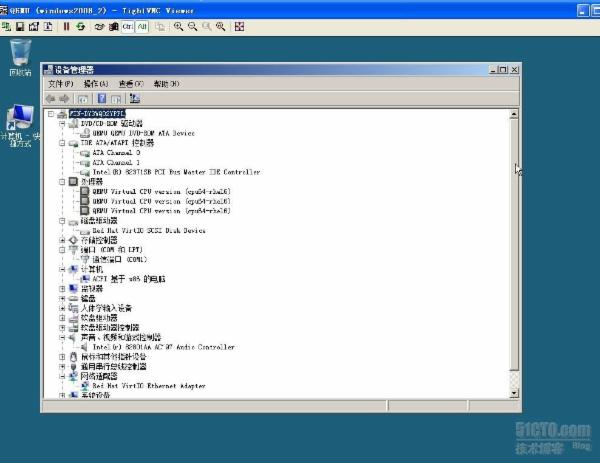 QEMU (windows2008_2) - TightVNC Viewer
Ctrl Alt
回收站
设备管理器
文件(F) 操作(A) 查看(V) 帮助(H)
计算机 - 快
捷方式
DVD/CD-ROM 驱动器
QEMU QEMU DVD-ROM ATA Device
IDE ATA/ATAPI 控制器
ATA Channel 0
ATA Channel 1
Intel(R) 82371SB PCI Bus Master IDE Controller
处理器
QEMU Virtual CPU version (cpu64-rhel6)
QEMU Virtual CPU version (cpu64-rhel6)
QEMU Virtual CPU version (cpu64-rhel6)
磁盘驱动器
Red Hat VirtIO SCSI Disk Device
存储控制器
端口 (COM 和 LPT)
通信端口 (COM1)
计算机
ACPI 基于 x86 的电脑
监视器
键盘
人体学输入设备
软盘驱动器
软盘驱动器控制器
声音、视频和游戏控制器
Intel(r) 82801AA AC'97 Audio Controller
鼠标和其他指针设备
通用串行总线控制器
网络适配器
Red Hat VirtIO Ethernet Adapter
系统设备
51CTO.com
技术博客 Blog